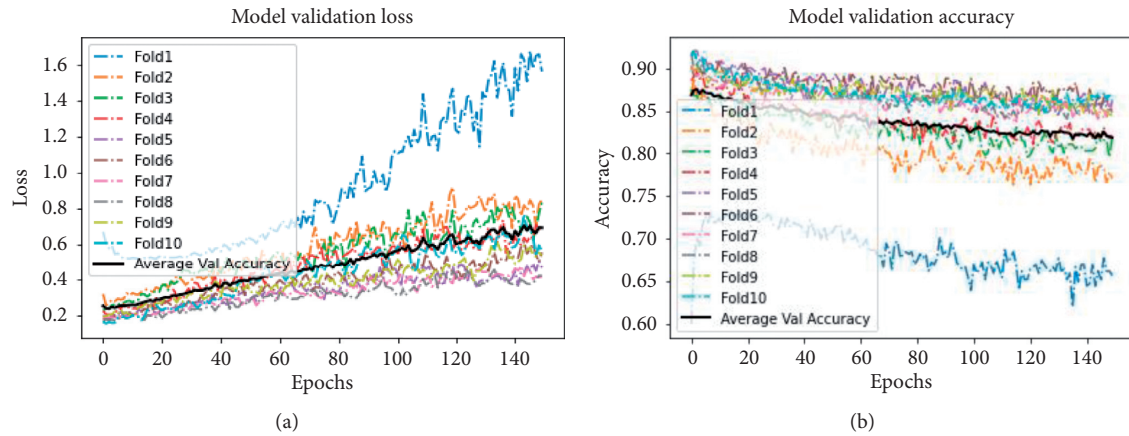 Model validation loss
1.6
1.4
1.2
1.0
0.8
0.6
0.4
0.2
Loss
Fold1
Fold2
Fold3
Fold4
Fold5
Fold6
Fold7
Fold8
Fold9
Fold10
Average Val Accuracy
0
20
40
60
80
100
120
140
Epochs
(a)
Model validation accuracy
0.90
0.85
0.80
0.75
0.70
0.65
0.60
Accuracy
Fold1
Fold2
Fold3
Fold4
Fold5
Fold6
Fold7
Fold8
Fold9
Fold10
Average Val Accuracy
0
20
40
60
80
100
120
140
Epochs
(b)